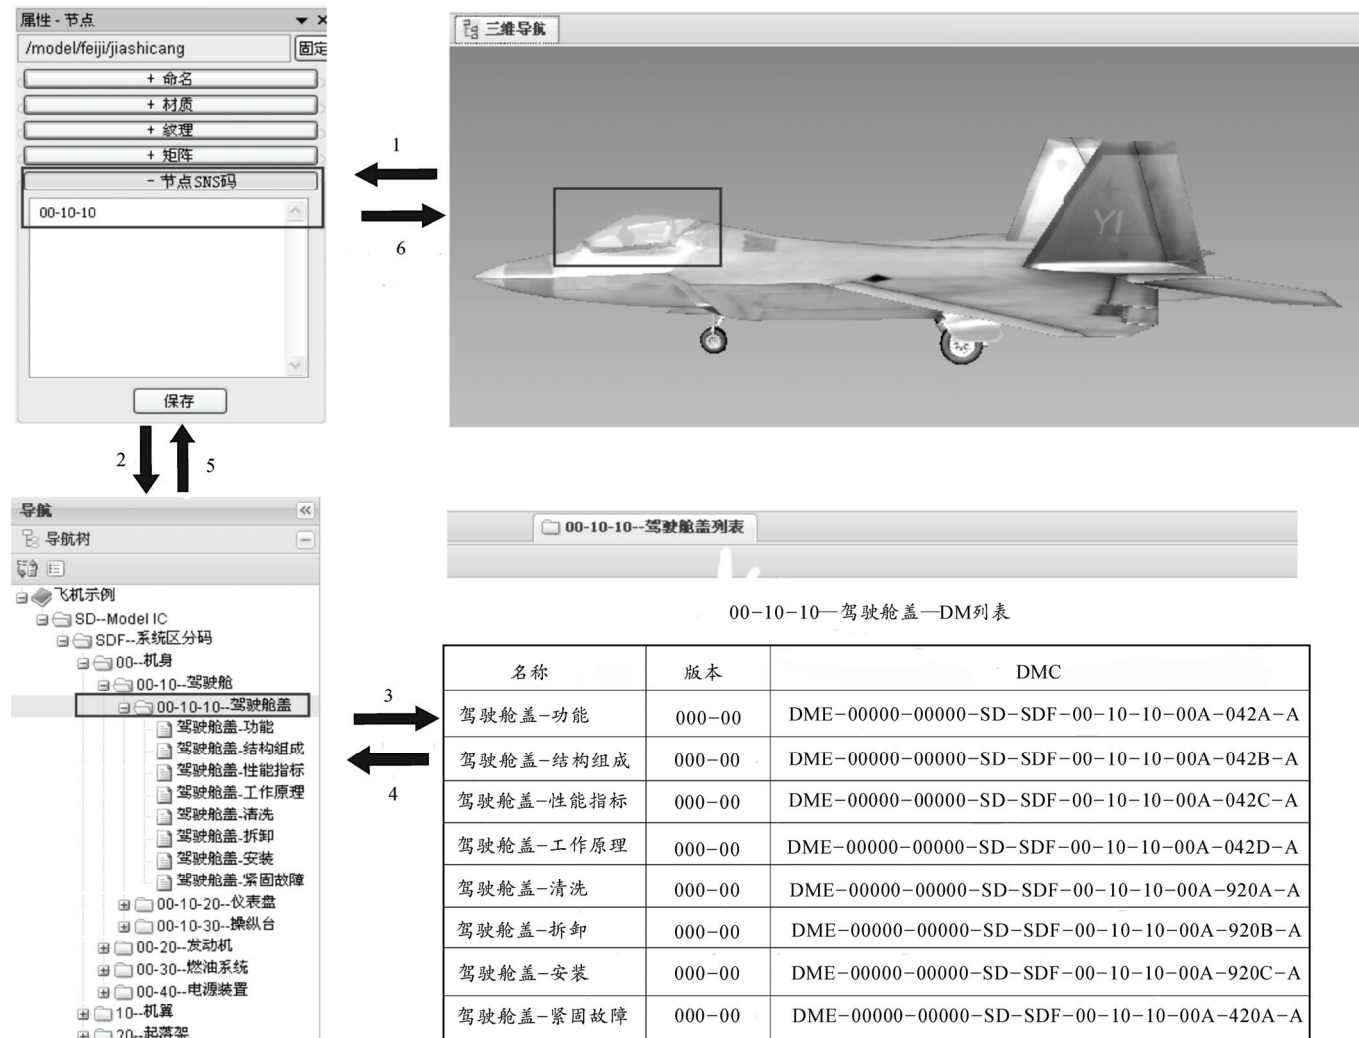 属性 - 节点
/model/feiji/jiashicang
固定
+ 命名
+ 材质
+ 纹理
+ 矩阵
- 节点SNS码
00-10-10
保存
1
6
三维导航
YI
2
5
导航
导航树
飞机示例
SD--Model IC
SDF--系统区分码
00--机身
00-10--驾驶舱
00-10-10--驾驶舱盖
驾驶舱盖-功能
驾驶舱盖-结构组成
驾驶舱盖-性能指标
驾驶舱盖-工作原理
驾驶舱盖-清洗
驾驶舱盖-拆卸
驾驶舱盖-安装
驾驶舱盖-紧固故障
00-10-20--仪表盘
00-10-30--操纵台
00-20--发动机
00-30--燃油系统
00-40--电源装置
10--机翼
20--起落架
3
4
00-10-10--驾驶舱盖列表
00-10-10—驾驶舱盖—DM列表
名称 版本 DMC
驾驶舱盖-功能 000-00 DME-00000-00000-SD-SDF-00-10-10-00A-042A-A
驾驶舱盖-结构组成 000-00 DME-00000-00000-SD-SDF-00-10-10-00A-042B-A
驾驶舱盖-性能指标 000-00 DME-00000-00000-SD-SDF-00-10-10-00A-042C-A
驾驶舱盖-工作原理 000-00 DME-00000-00000-SD-SDF-00-10-10-00A-042D-A
驾驶舱盖-清洗 000-00 DME-00000-00000-SD-SDF-00-10-10-00A-920A-A
驾驶舱盖-拆卸 000-00 DME-00000-00000-SD-SDF-00-10-10-00A-920B-A
驾驶舱盖-安装 000-00 DME-00000-00000-SD-SDF-00-10-10-00A-920C-A
驾驶舱盖-紧固故障 000-00 DME-00000-00000-SD-SDF-00-10-10-00A-420A-A